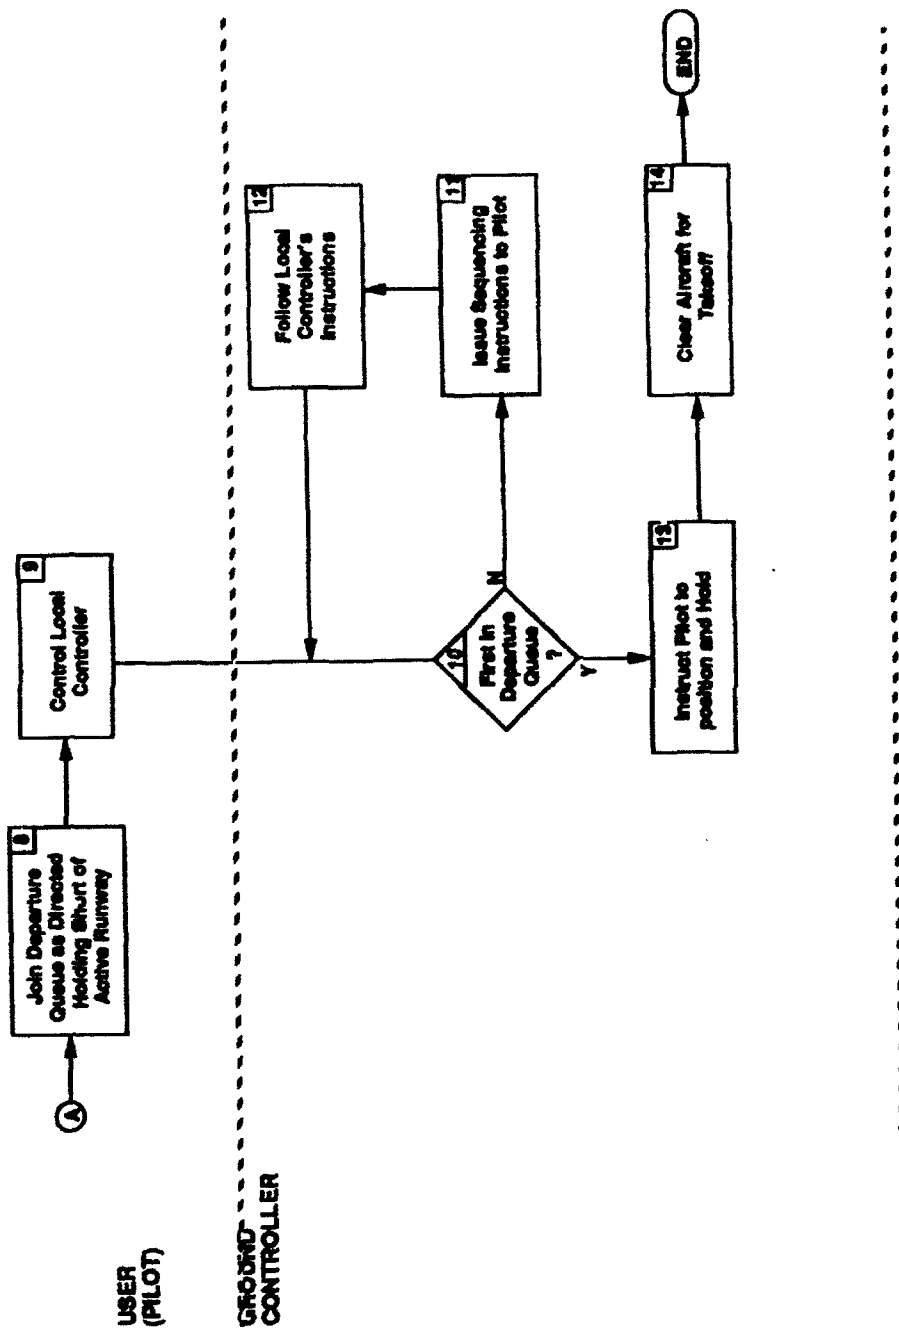 USER
(PILOT)
A
8
Join Departure
Queue as Directed
Holding Short of
Active Runway
9
Control Local
Controller
GROUND
CONTROLLER
10
First in
Departure
Queue
?
N
Y
11
Issue Sequencing
Instructions to Pilot
12
Follow Local
Controller's
Instructions
13
Instruct Pilot to
position and Hold
14
Clear Aircraft for
Takeoff
END